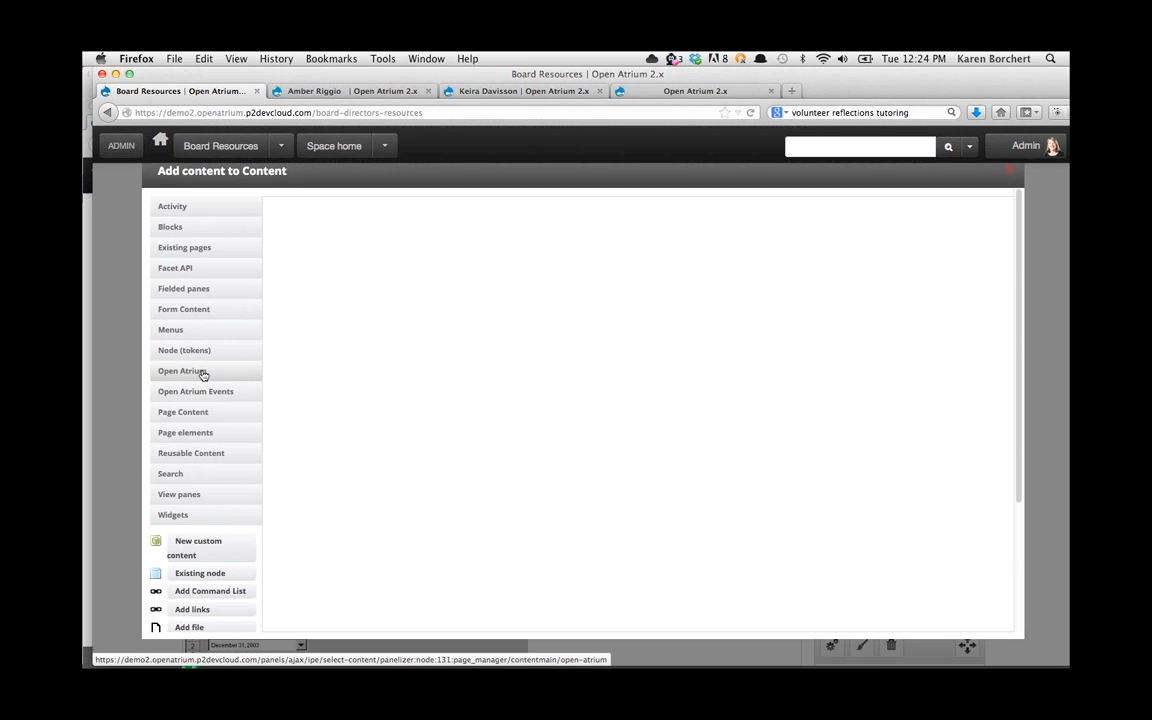 Firefox File Edit View History Bookmarks Tools Window Help 3 8 Tue 12:24 PM Karen Borchert
Board Resources | Open Atrium 2.x
Board Resources | Open Atrium... Amber Riggio | Open Atrium 2.x Keira Davisson | Open Atrium 2.x Open Atrium 2.x
https://demo2.openatrium.p2devcloud.com/board-directors-resources volunteer reflections tutoring
ADMIN Board Resources Space home Admin
Add content to Content
Activity
Blocks
Existing pages
Facet API
Fielded panes
Form Content
Menus
Node (tokens)
Open Atrium
Open Atrium Events
Page Content
Page elements
Reusable Content
Search
View panes
Widgets
New custom
content
Existing node
Add Command List
Add links
Add file
2 December 31, 2002
https://demo2.openatrium.p2devcloud.com/panels/ajax/ipe/select-content/panelizer:node:131:page_manager/contentmain/open-atrium